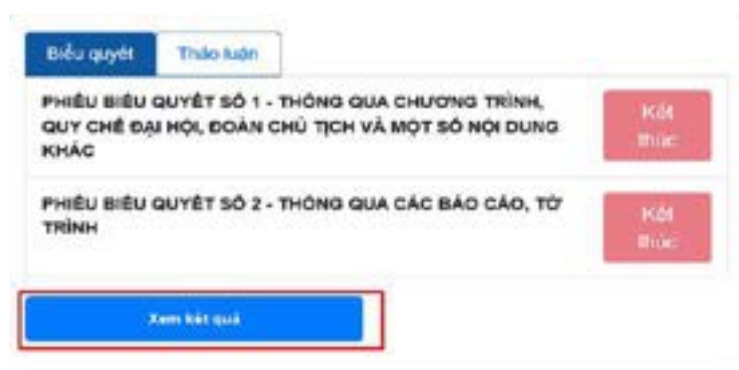 Biểu quyết
Thảo luận
PHIẾU BIỂU QUYẾT SỐ 1 - THÔNG QUA CHƯƠNG TRÌNH,
QUY CHẾ ĐẠI HỘI, ĐOÀN CHỦ TỊCH VÀ MỘT SỐ NỘI DUNG
KHÁC
Kết
thúc
PHIẾU BIỂU QUYẾT SỐ 2 - THÔNG QUA CÁC BÁO CÁO, TỜ
TRÌNH
Kết
thúc
Xem kết quả